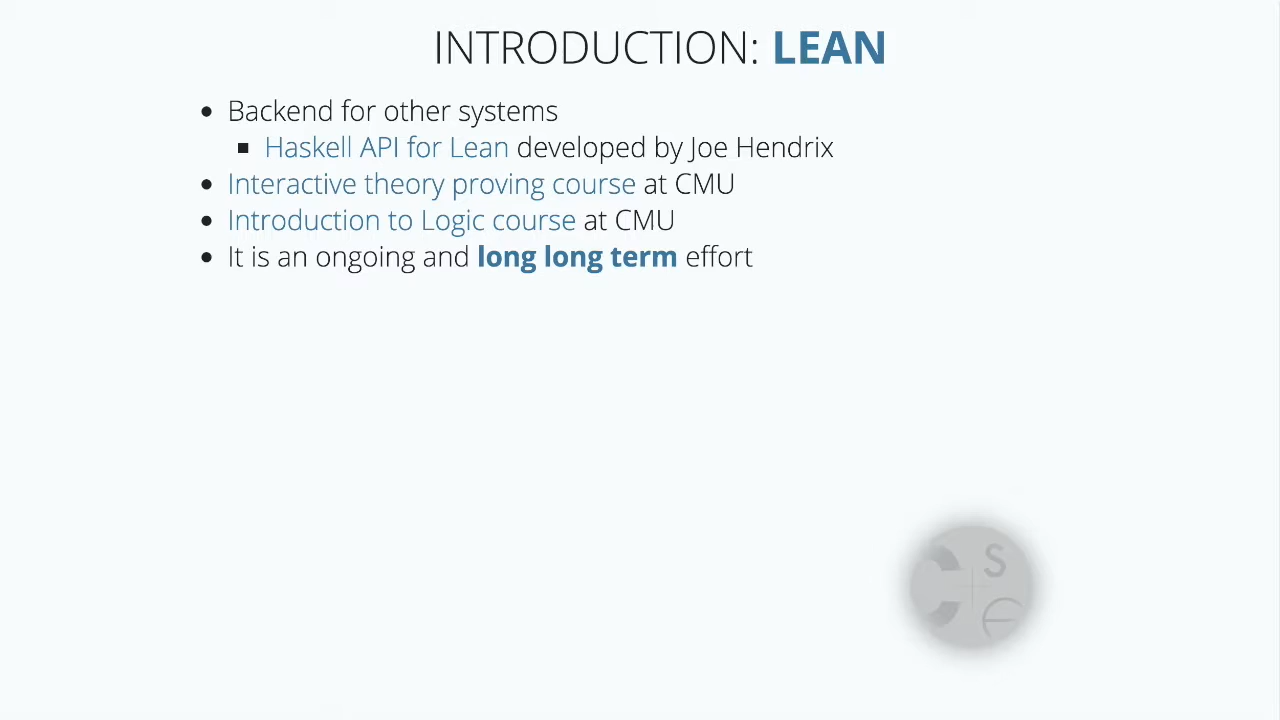 INTRODUCTION: LEAN
Backend for other systems
Haskell API for Lean developed by Joe Hendrix
Interactive theory proving course at CMU
Introduction to Logic course at CMU
It is an ongoing and long long term effort